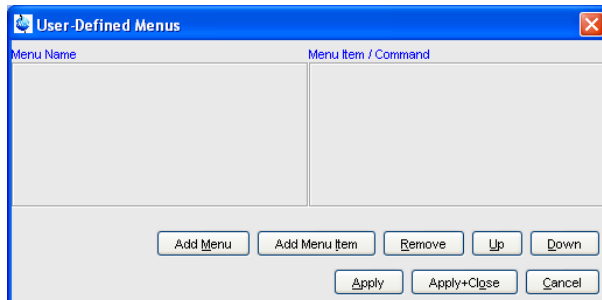 User-Defined Menus
Menu Name Menu Item / Command
Add Menu Add Menu Item Remove Up Down
Apply Apply+Close Cancel